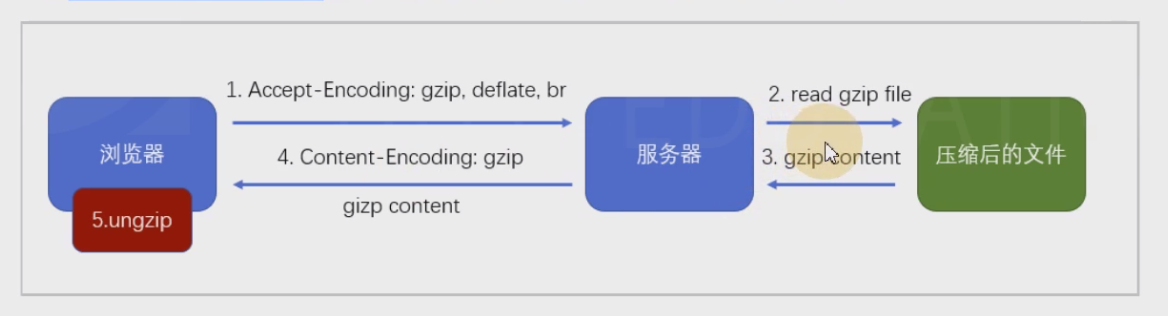 1. Accept-Encoding: gzip, deflate, br
2. read gzip file
浏览器
4. Content-Encoding: gzip
服务器
3. gzip content
压缩后的文件
gizp content
5.ungzip